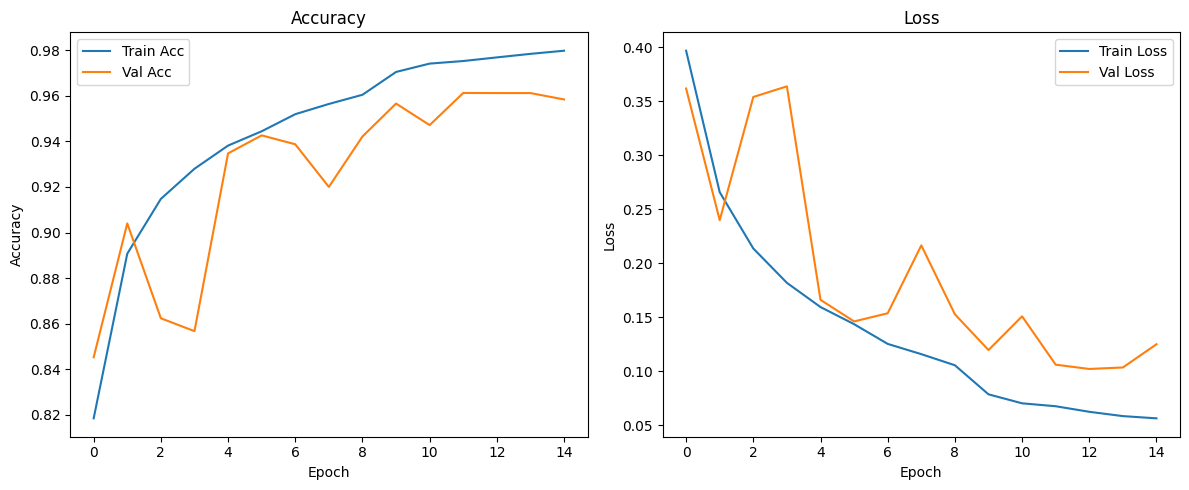 Accuracy
Train Acc
Val Acc
0.98
0.96
0.94
0.92
0.90
0.88
0.86
0.84
0.82
Accuracy
0 2 4 6 8 10 12 14
Epoch
Loss
Train Loss
Val Loss
0.40
0.35
0.30
0.25
0.20
0.15
0.10
0.05
Loss
0 2 4 6 8 10 12 14
Epoch